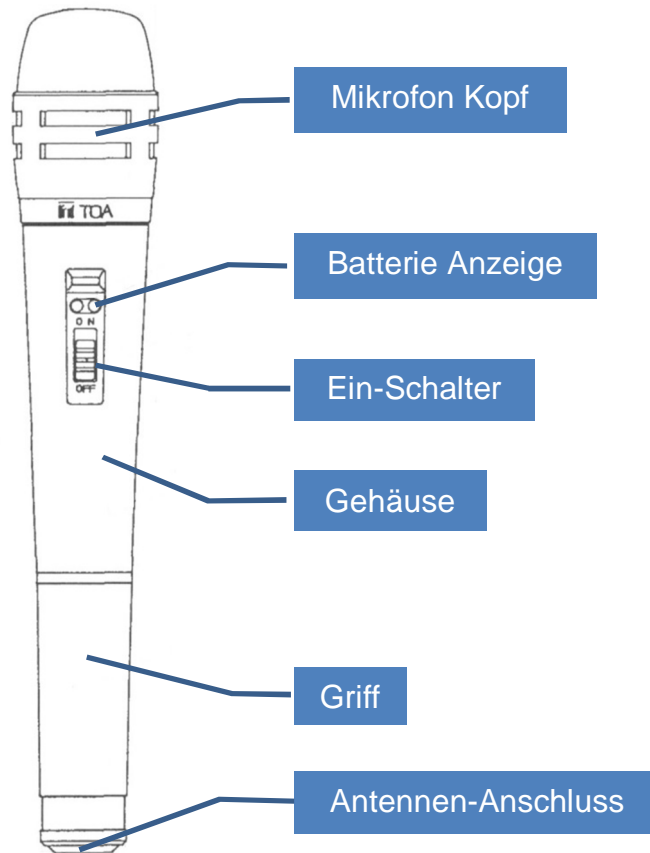 Mikrofon Kopf
TOA
Batterie Anzeige
ON
Ein-Schalter
OFF
Gehäuse
Griff
Antennen-Anschluss